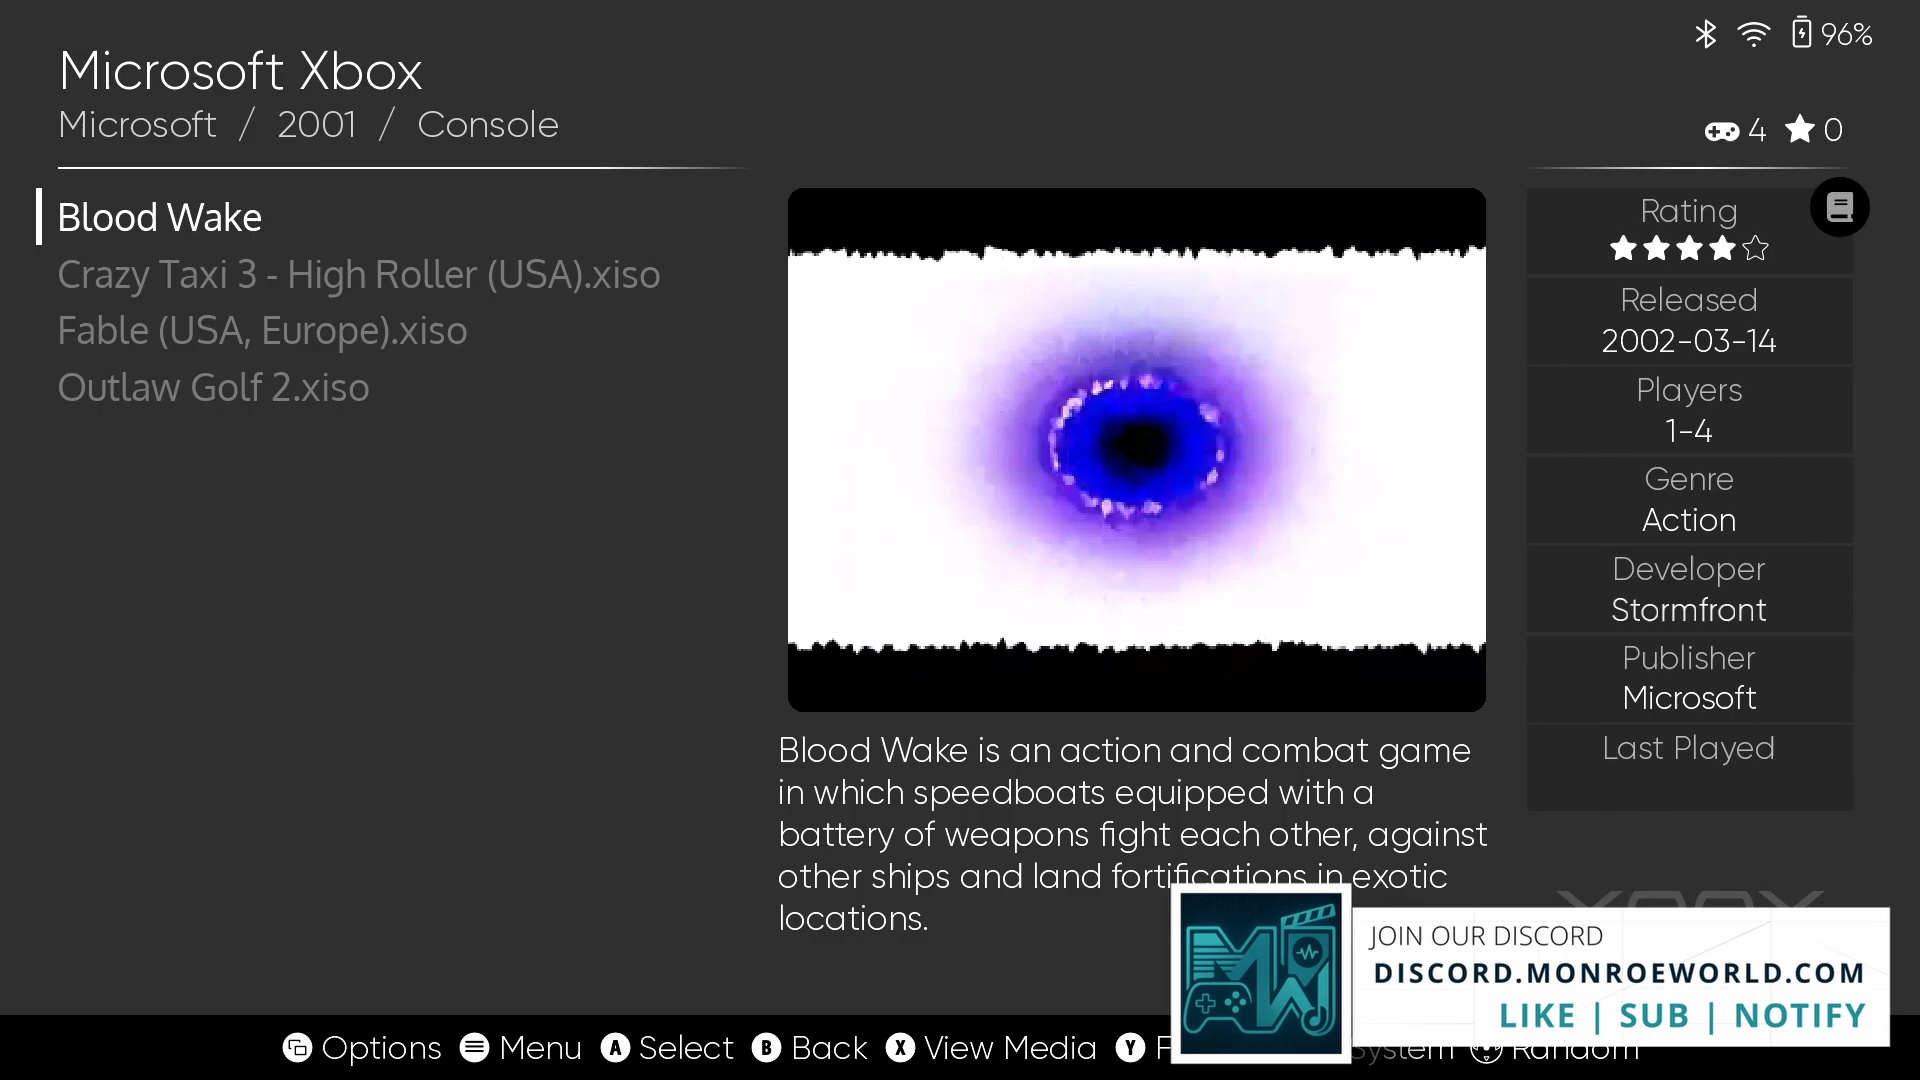 96%
Microsoft Xbox
Microsoft / 2001 / Console
4 0
Blood Wake
Crazy Taxi 3 - High Roller (USA).xiso
Fable (USA, Europe).xiso
Outlaw Golf 2.xiso
Blood Wake is an action and combat game
in which speedboats equipped with a
battery of weapons fight each other, against
other ships and land fortifications in exotic
locations.
Rating
Released
2002-03-14
Players
1-4
Genre
Action
Developer
Stormfront
Publisher
Microsoft
Last Played
XBOX
MW
JOIN OUR DISCORD
DISCORD.MONROEWORLD.COM
LIKE | SUB | NOTIFY
Options Menu A Select B Back X View Media Y System Random